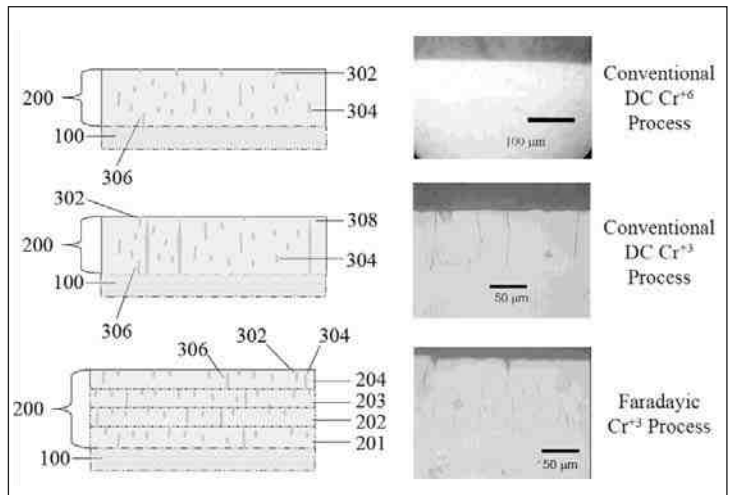 302
200
304
100
306
100 μm
Conventional
DC Cr+6
Process
302
308
200
304
100
306
50 μm
Conventional
DC Cr+3
Process
302
304
306
204
200
203
202
201
100
50 μm
Faradayic
Cr+3 Process